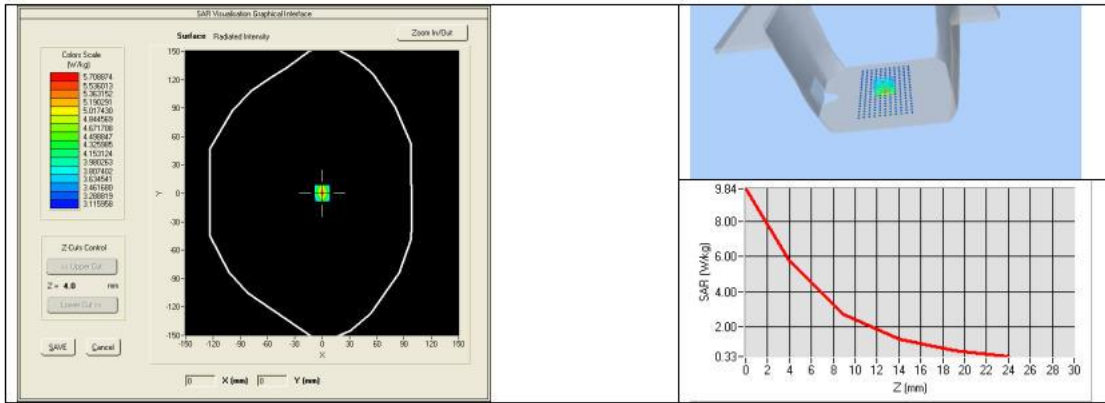 SAR Visualisation Graphical Interface
Surface Radiated Intensity
Zoom In/Out
Colors Scale
(W/kg)
5.708874
5.536013
5.363152
5.190291
5.017430
4.844569
4.671708
4.498847
4.325985
4.153124
3.980263
3.807402
3.634541
3.461680
3.288819
3.115958
Z-Cuts Control
<< Upper Cut
Z = 4.0 mm
Lower Cut >>
SAVE Cancel
150
120
90
60
30
0
-30
-60
-90
-120
-150
Y
-150 -120 -90 -60 -30 0 30 60 90 120 150
X
0 X (mm) 0 Y (mm)
9.84
8.00
6.00
4.00
2.00
0.33
SAR (W/kg)
0 2 4 6 8 10 12 14 16 18 20 22 24 26 28 30
Z (mm)